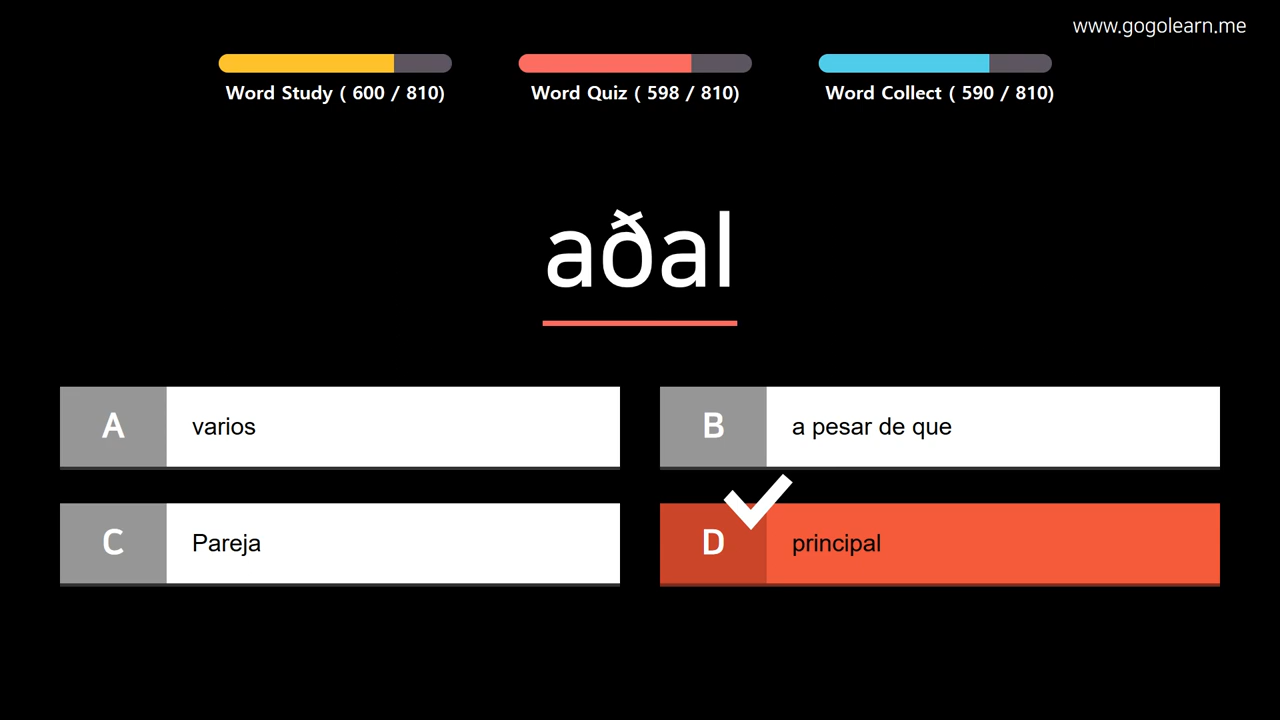 www.gogolearn.me
Word Study ( 600 / 810)
Word Quiz ( 598 / 810)
Word Collect ( 590 / 810)
aðal
A varios
B a pesar de que
C Pareja
D principal